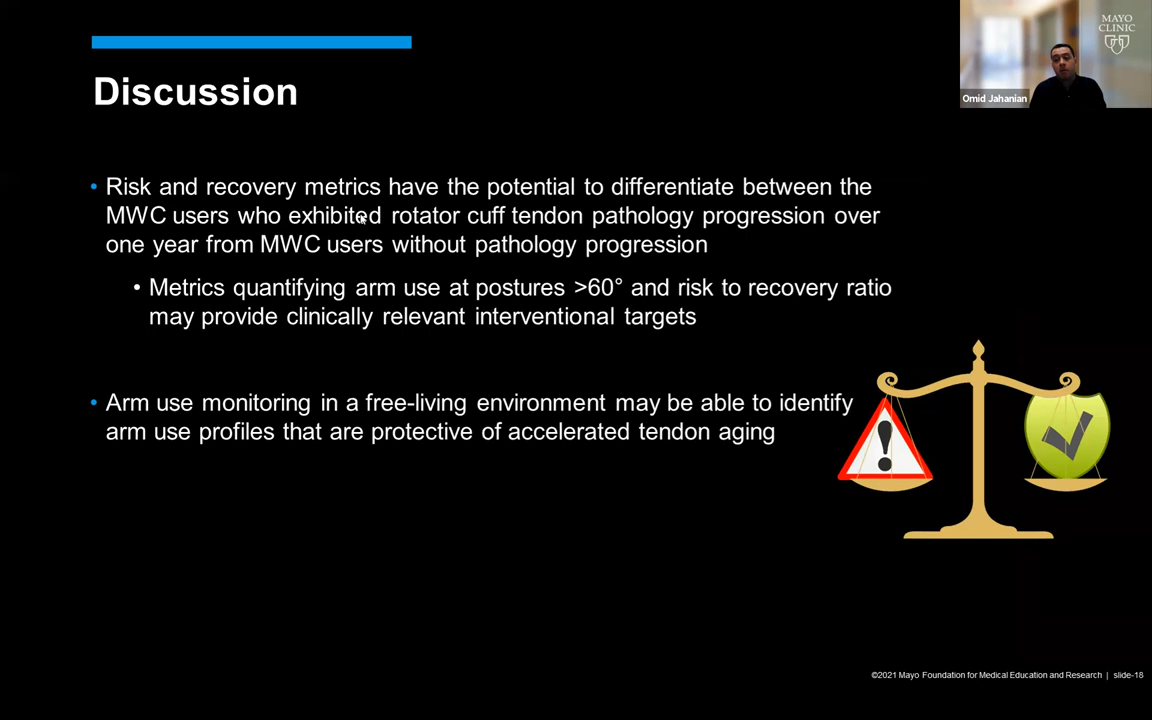 MAYO
CLINIC
Omid Jahanian
Discussion
• Risk and recovery metrics have the potential to differentiate between the
MWC users who exhibited rotator cuff tendon pathology progression over
one year from MWC users without pathology progression
• Metrics quantifying arm use at postures >60° and risk to recovery ratio
may provide clinically relevant interventional targets
• Arm use monitoring in a free-living environment may be able to identify
arm use profiles that are protective of accelerated tendon aging
!
©2021 Mayo Foundation for Medical Education and Research | slide-18